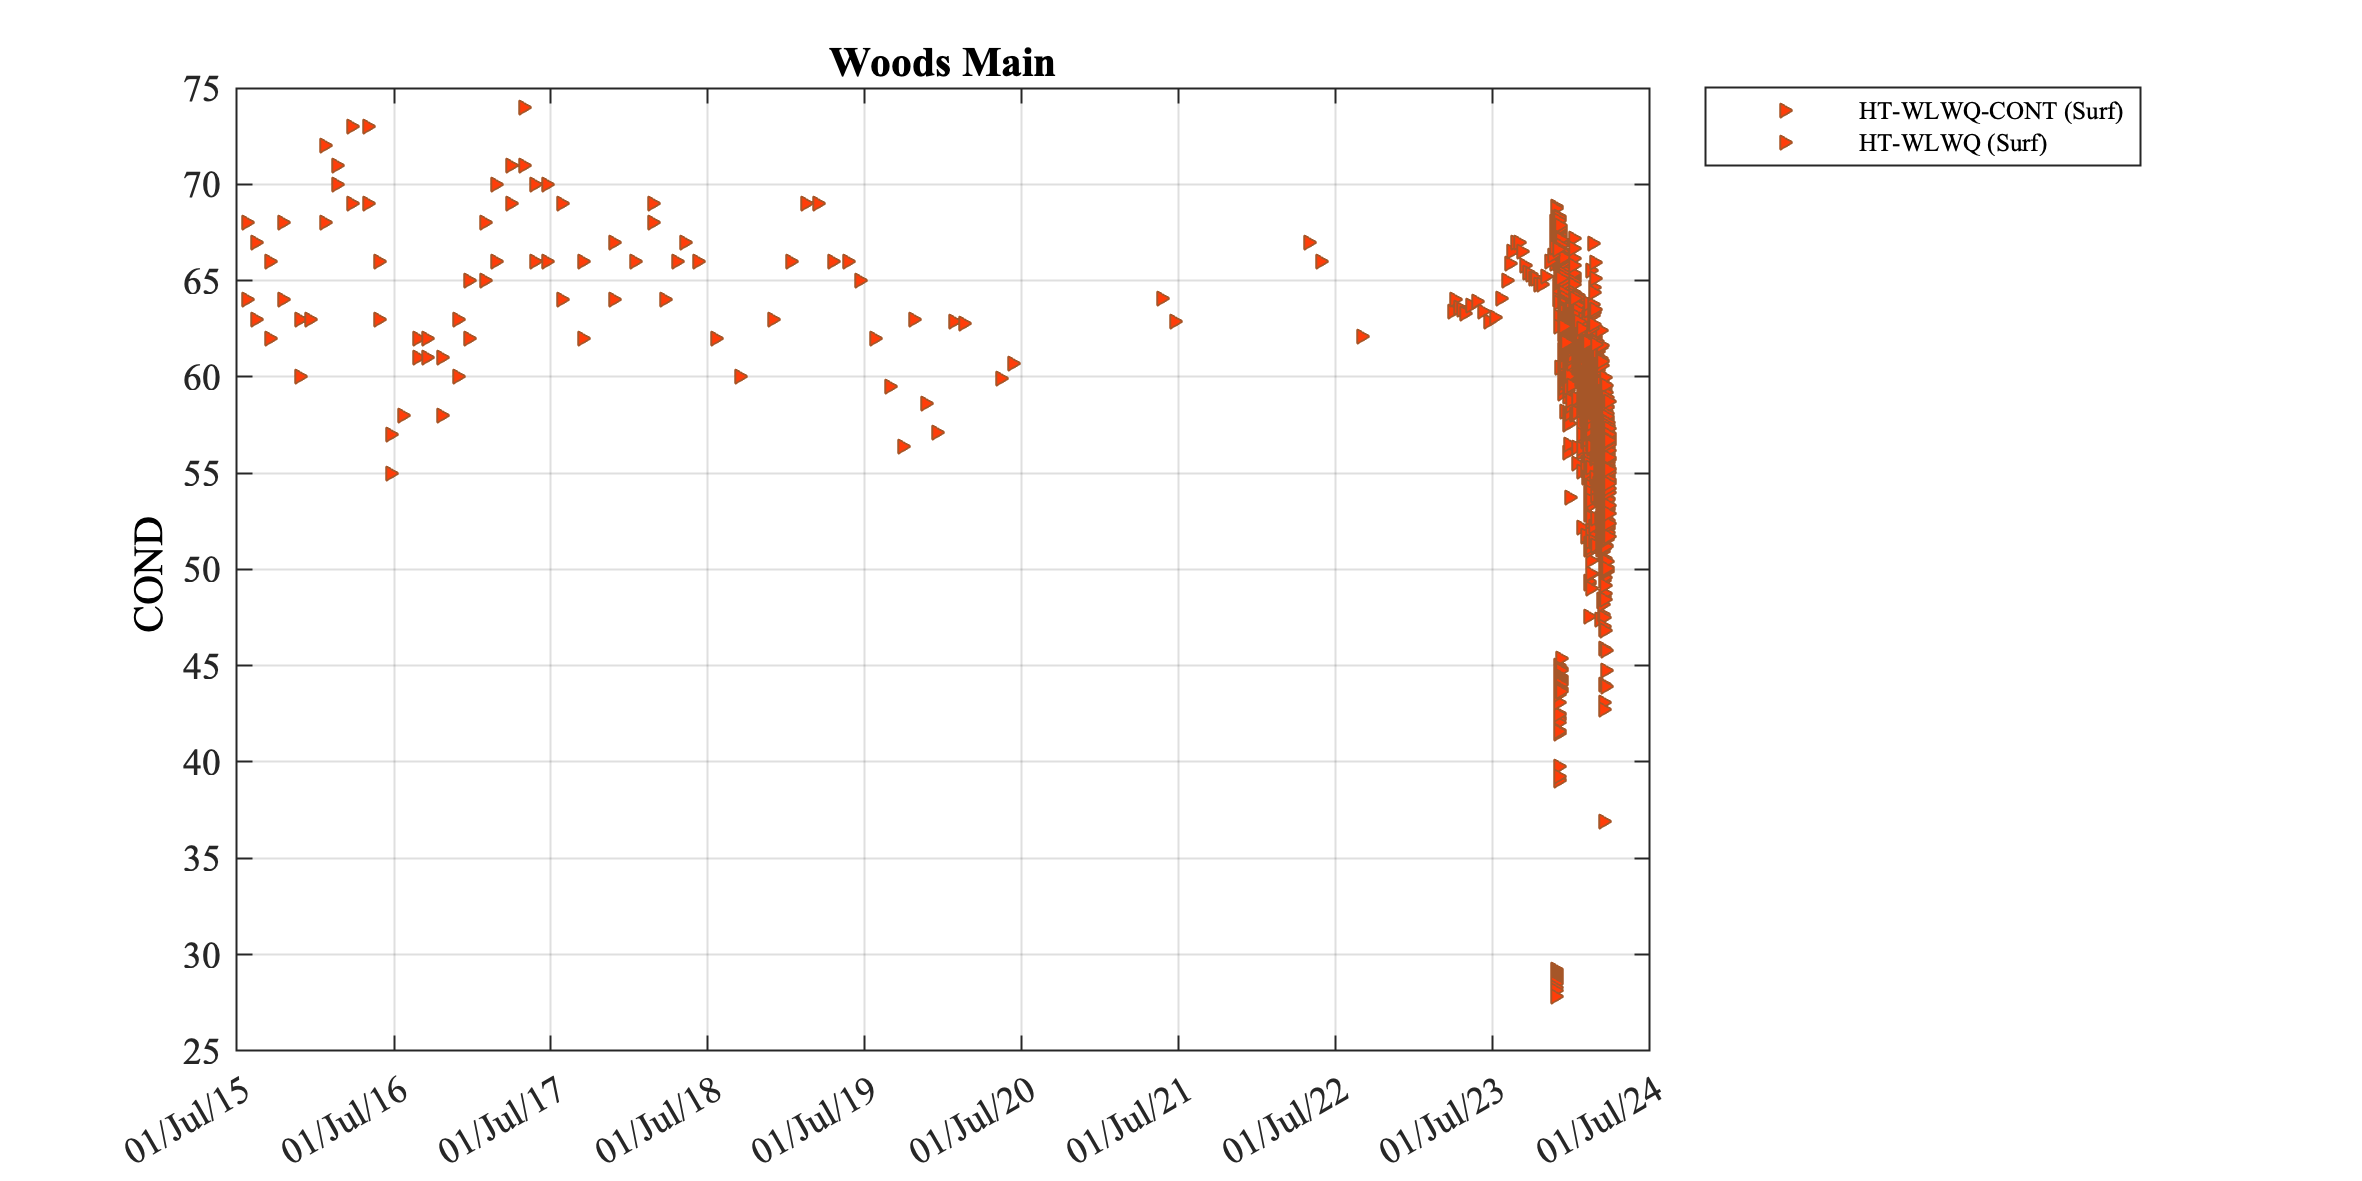 Woods Main
75
70
65
60
55
50
45
40
35
30
25
COND
01/Jul/15
01/Jul/16
01/Jul/17
01/Jul/18
01/Jul/19
01/Jul/20
01/Jul/21
01/Jul/22
01/Jul/23
01/Jul/24
HT-WLWQ-CONT (Surf)
HT-WLWQ (Surf)